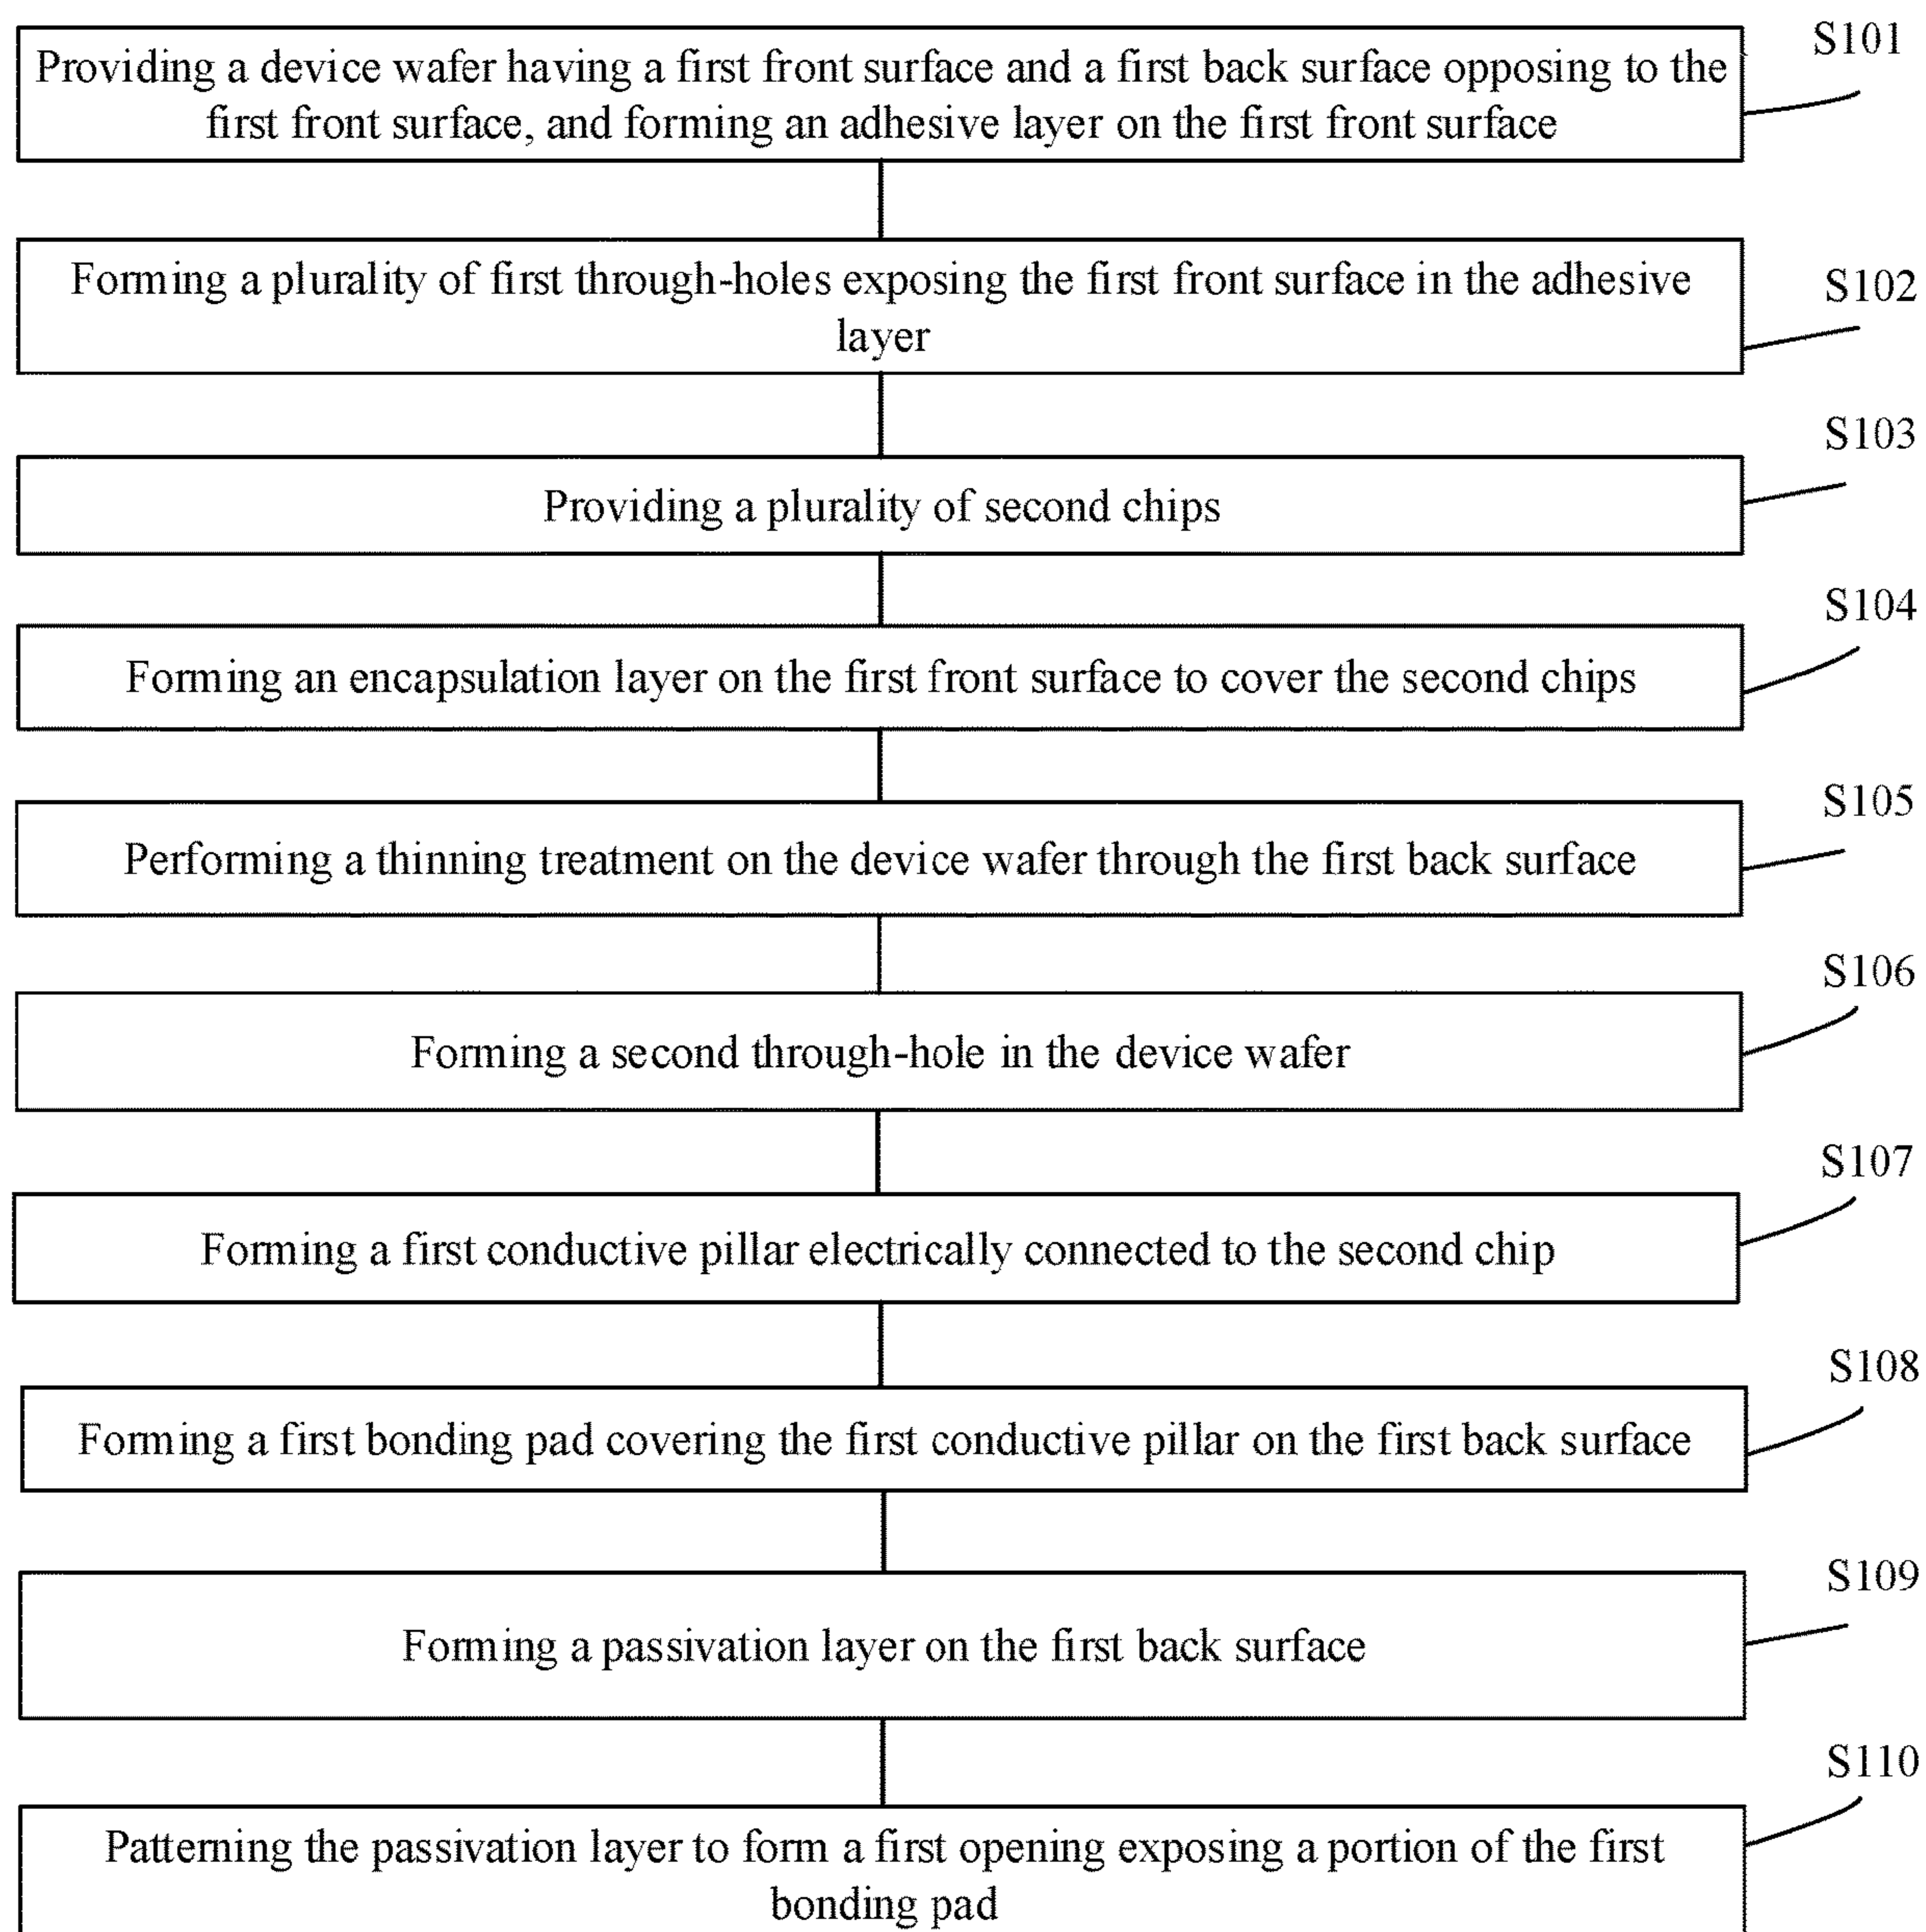 S101
Providing a device wafer having a first front surface and a first back surface opposing to the
first front surface, and forming an adhesive layer on the first front surface
Forming a plurality of first through-holes exposing the first front surface in the adhesive
layer
S102
S103
Providing a plurality of second chips
S104
Forming an encapsulation layer on the first front surface to cover the second chips
S105
Performing a thinning treatment on the device wafer through the first back surface
S106
Forming a second through-hole in the device wafer
S107
Forming a first conductive pillar electrically connected to the second chip
S108
Forming a first bonding pad covering the first conductive pillar on the first back surface
S109
Forming a passivation layer on the first back surface
S110
Patterning the passivation layer to form a first opening exposing a portion of the first
bonding pad